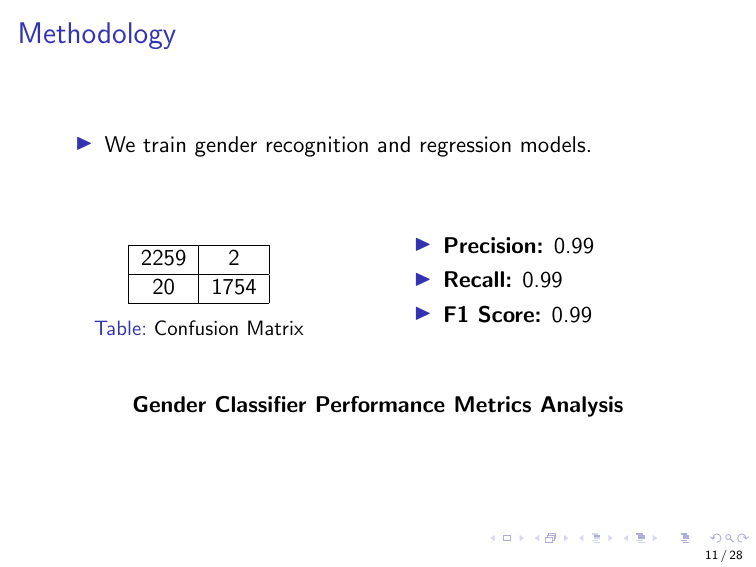 Methodology
We train gender recognition and regression models.
2259 2
20 1754
Table: Confusion Matrix
Precision: 0.99
Recall: 0.99
F1 Score: 0.99
Gender Classifier Performance Metrics Analysis
11 / 28